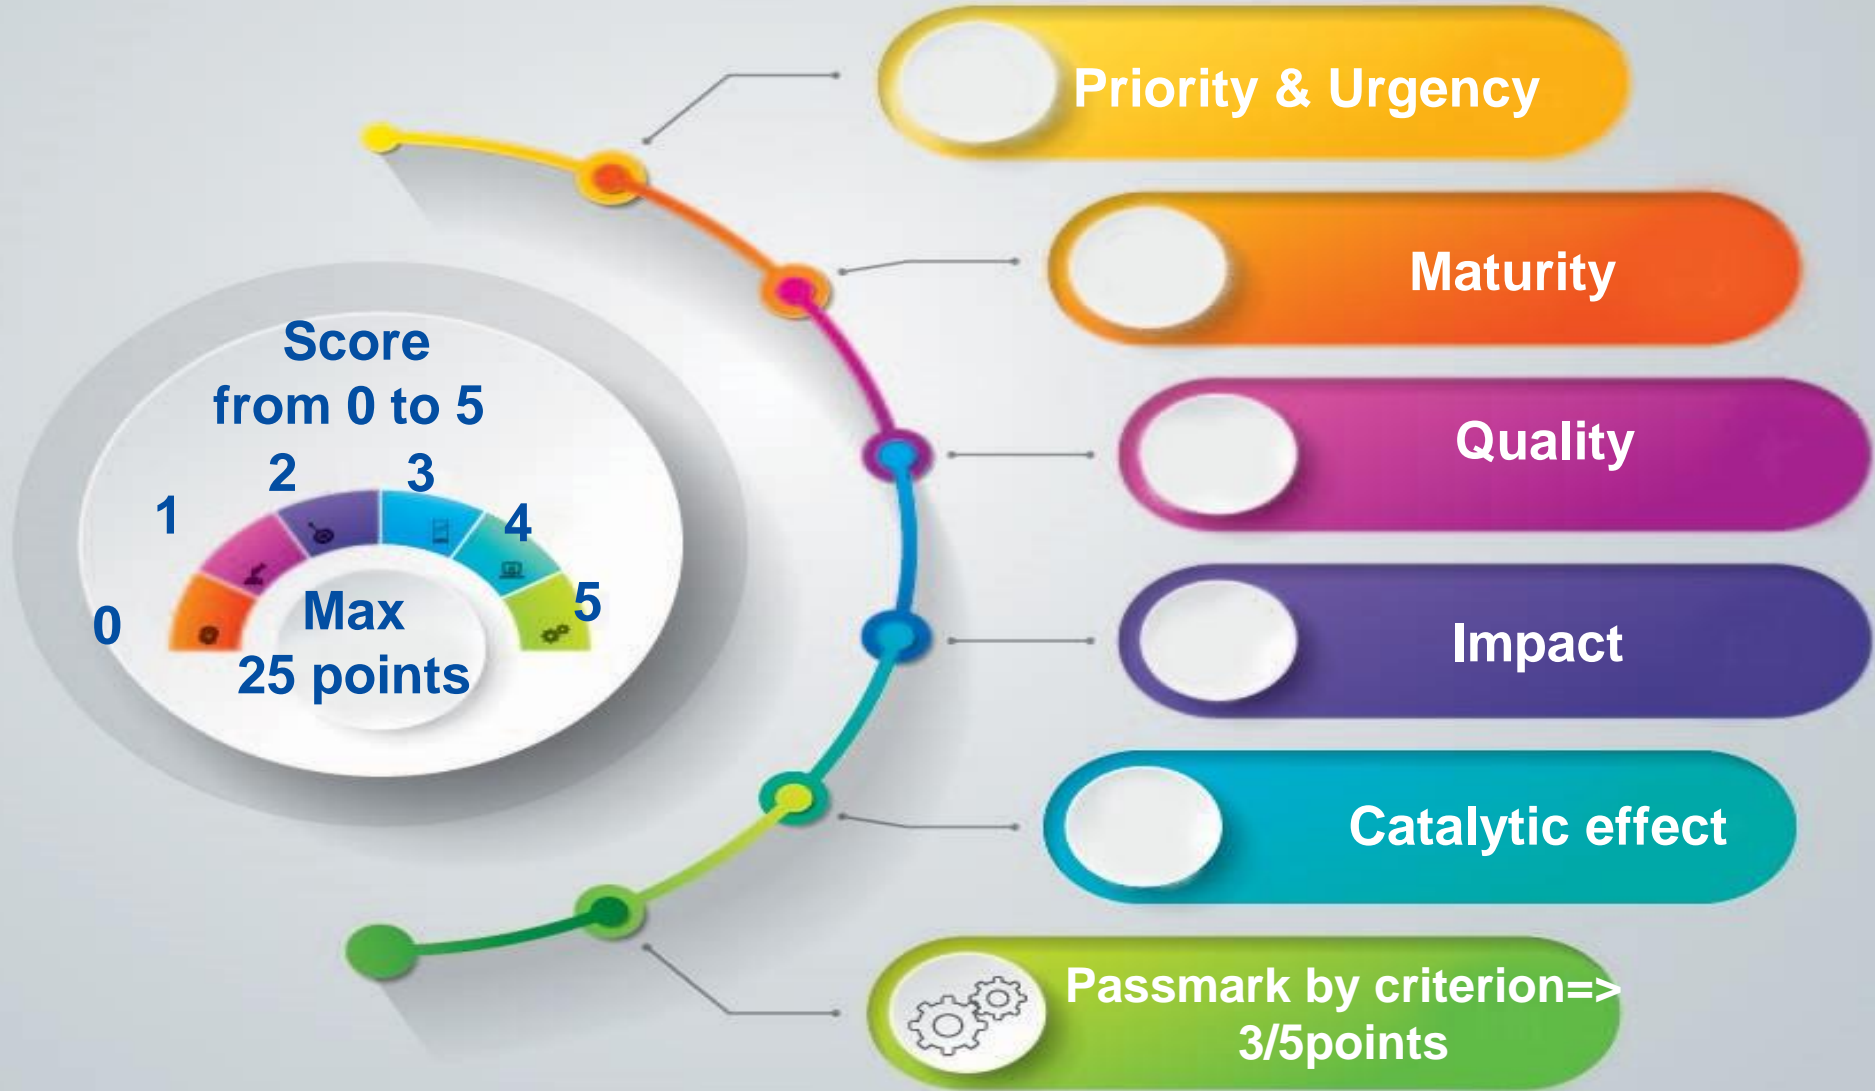 Score
from 0 to 5
0
1
2
3
4
5
Max
25 points
Priority & Urgency
Maturity
Quality
Impact
Catalytic effect
Passmark by criterion=>
3/5points